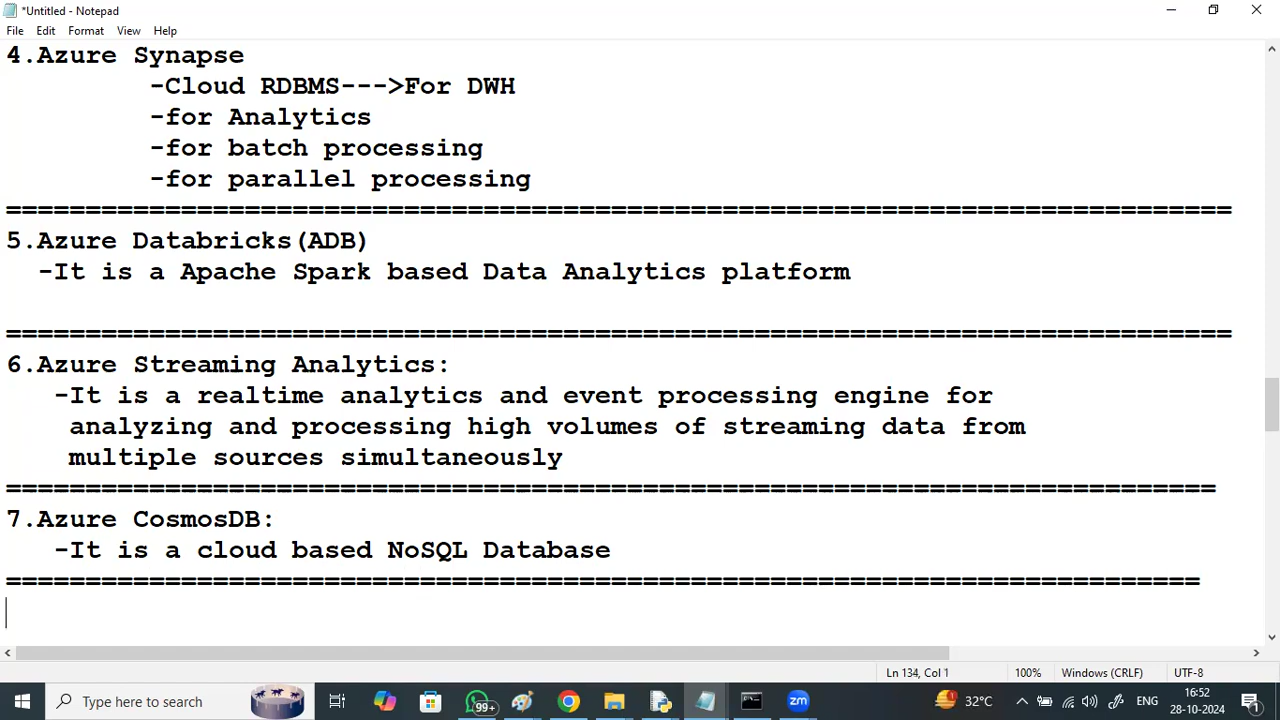 *Untitled - Notepad
File Edit Format View Help
4.Azure Synapse
-Cloud RDBMS--->For DWH
-for Analytics
-for batch processing
-for parallel processing
=============================================================================
5.Azure Databricks(ADB)
-It is a Apache Spark based Data Analytics platform
=============================================================================
6.Azure Streaming Analytics:
-It is a realtime analytics and event processing engine for
analyzing and processing high volumes of streaming data from
multiple sources simultaneously
============================================================================
7.Azure CosmosDB:
-It is a cloud based NoSQL Database
===========================================================================
Ln 134, Col 1 100% Windows (CRLF) UTF-8
Type here to search 99+ zm 1 32°C ENG 16:52 1
28-10-2024